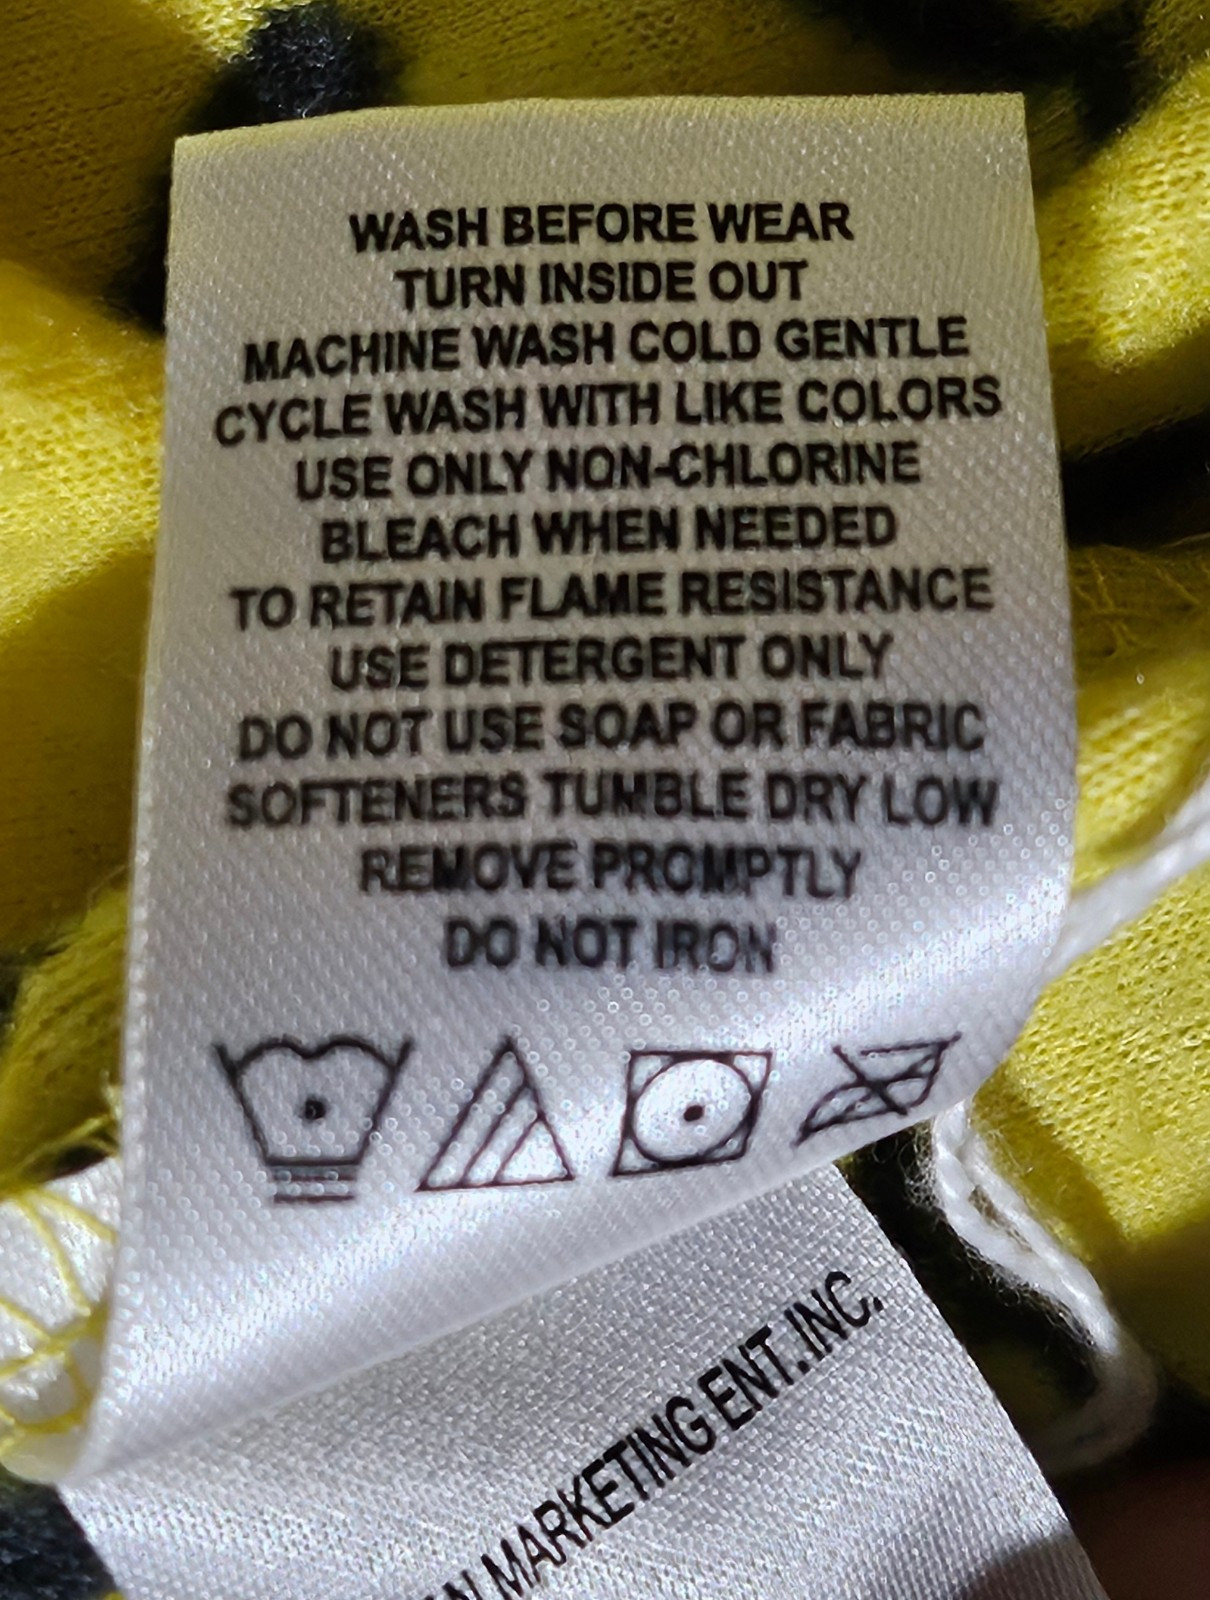 WASH BEFORE WEAR
TURN INSIDE OUT
MACHINE WASH COLD GENTLE
CYCLE WASH WITH LIKE COLORS
USE ONLY NON-CHLORINE
BLEACH WHEN NEEDED
TO RETAIN FLAME RESISTANCE
USE DETERGENT ONLY
DO NOT USE SOAP OR FABRIC
SOFTENERS TUMBLE DRY LOW
REMOVE PROMPTLY
DO NOT IRON
MARKETING ENT.INC.